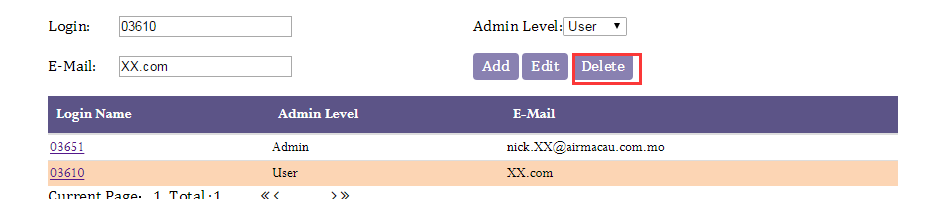 Login: 03610 Admin Level: User
E-Mail: XX.com Add Edit Delete
Login Name Admin Level E-Mail
03651 Admin nick.XX@airmacau.com.mo
03610 User XX.com
Current Page: 1 Total:1 《 〈 〉 》